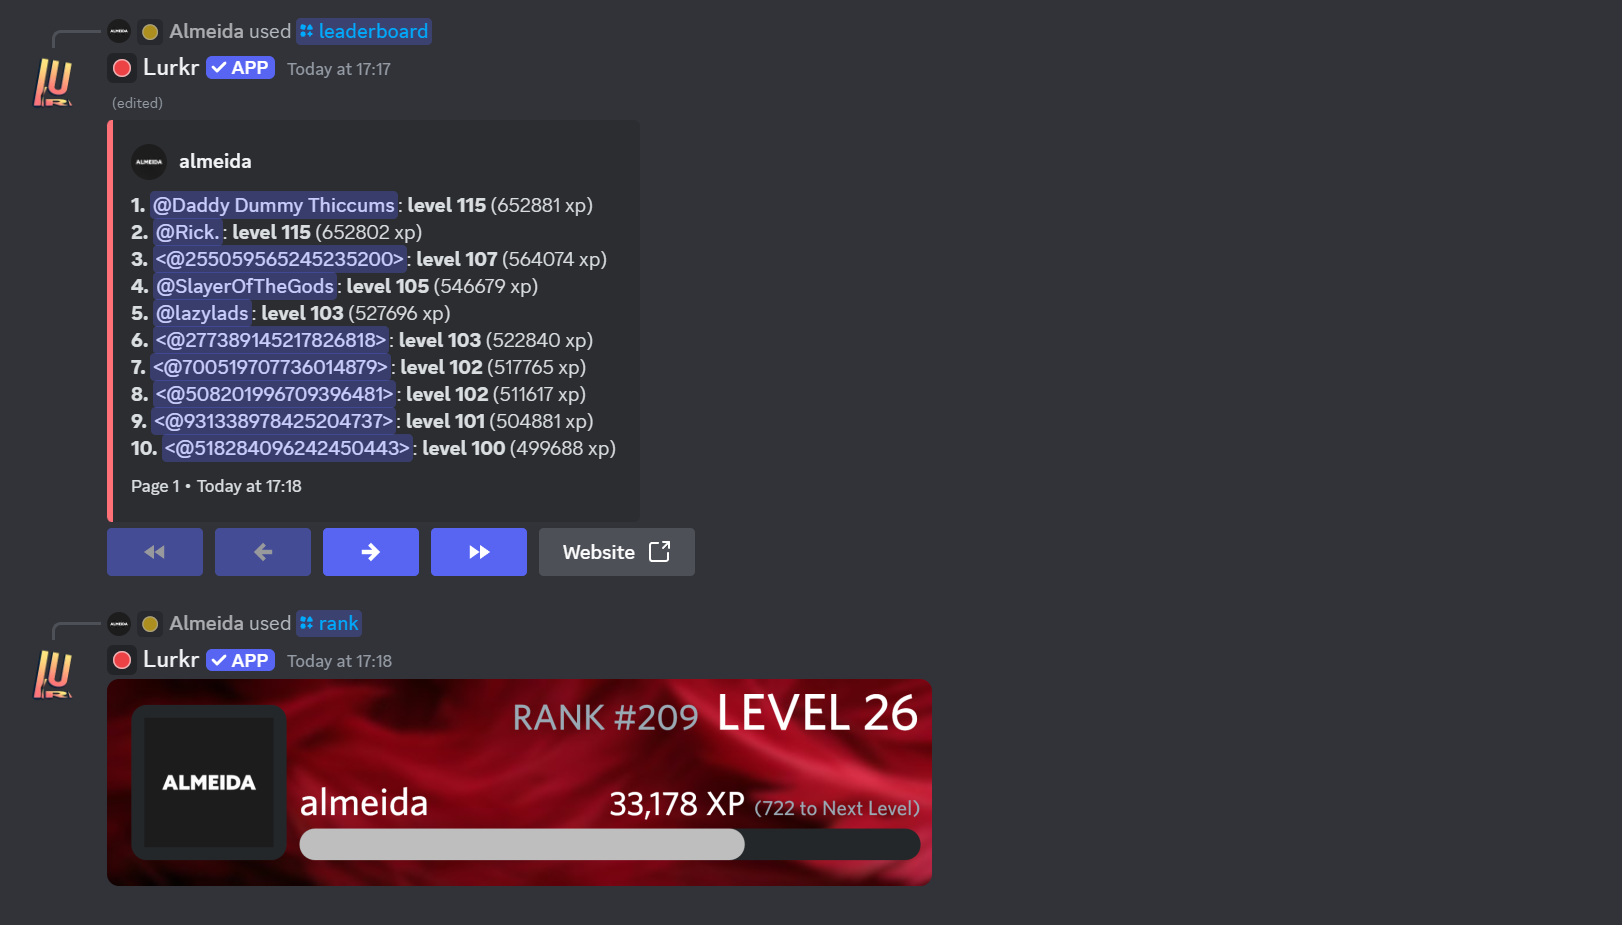 Almeida used leaderboard
Lurkr APP Today at 17:17
(edited)
almeida
1. @Daddy Dummy Thiccums: level 115 (652881 xp)
2. @Rick.: level 115 (652802 xp)
3. <@255059565245235200>: level 107 (564074 xp)
4. @SlayerOfTheGods: level 105 (546679 xp)
5. @lazylads: level 103 (527696 xp)
6. <@277389145217826818>: level 103 (522840 xp)
7. <@700519707736014879>: level 102 (517765 xp)
8. <@508201996709396481>: level 102 (511617 xp)
9. <@931338978425204737>: level 101 (504881 xp)
10. <@518284096242450443>: level 100 (499688 xp)
Page 1 • Today at 17:18
Website
Almeida used rank
Lurkr APP Today at 17:18
RANK #209 LEVEL 26
ALMEIDA
almeida 33,178 XP (722 to Next Level)